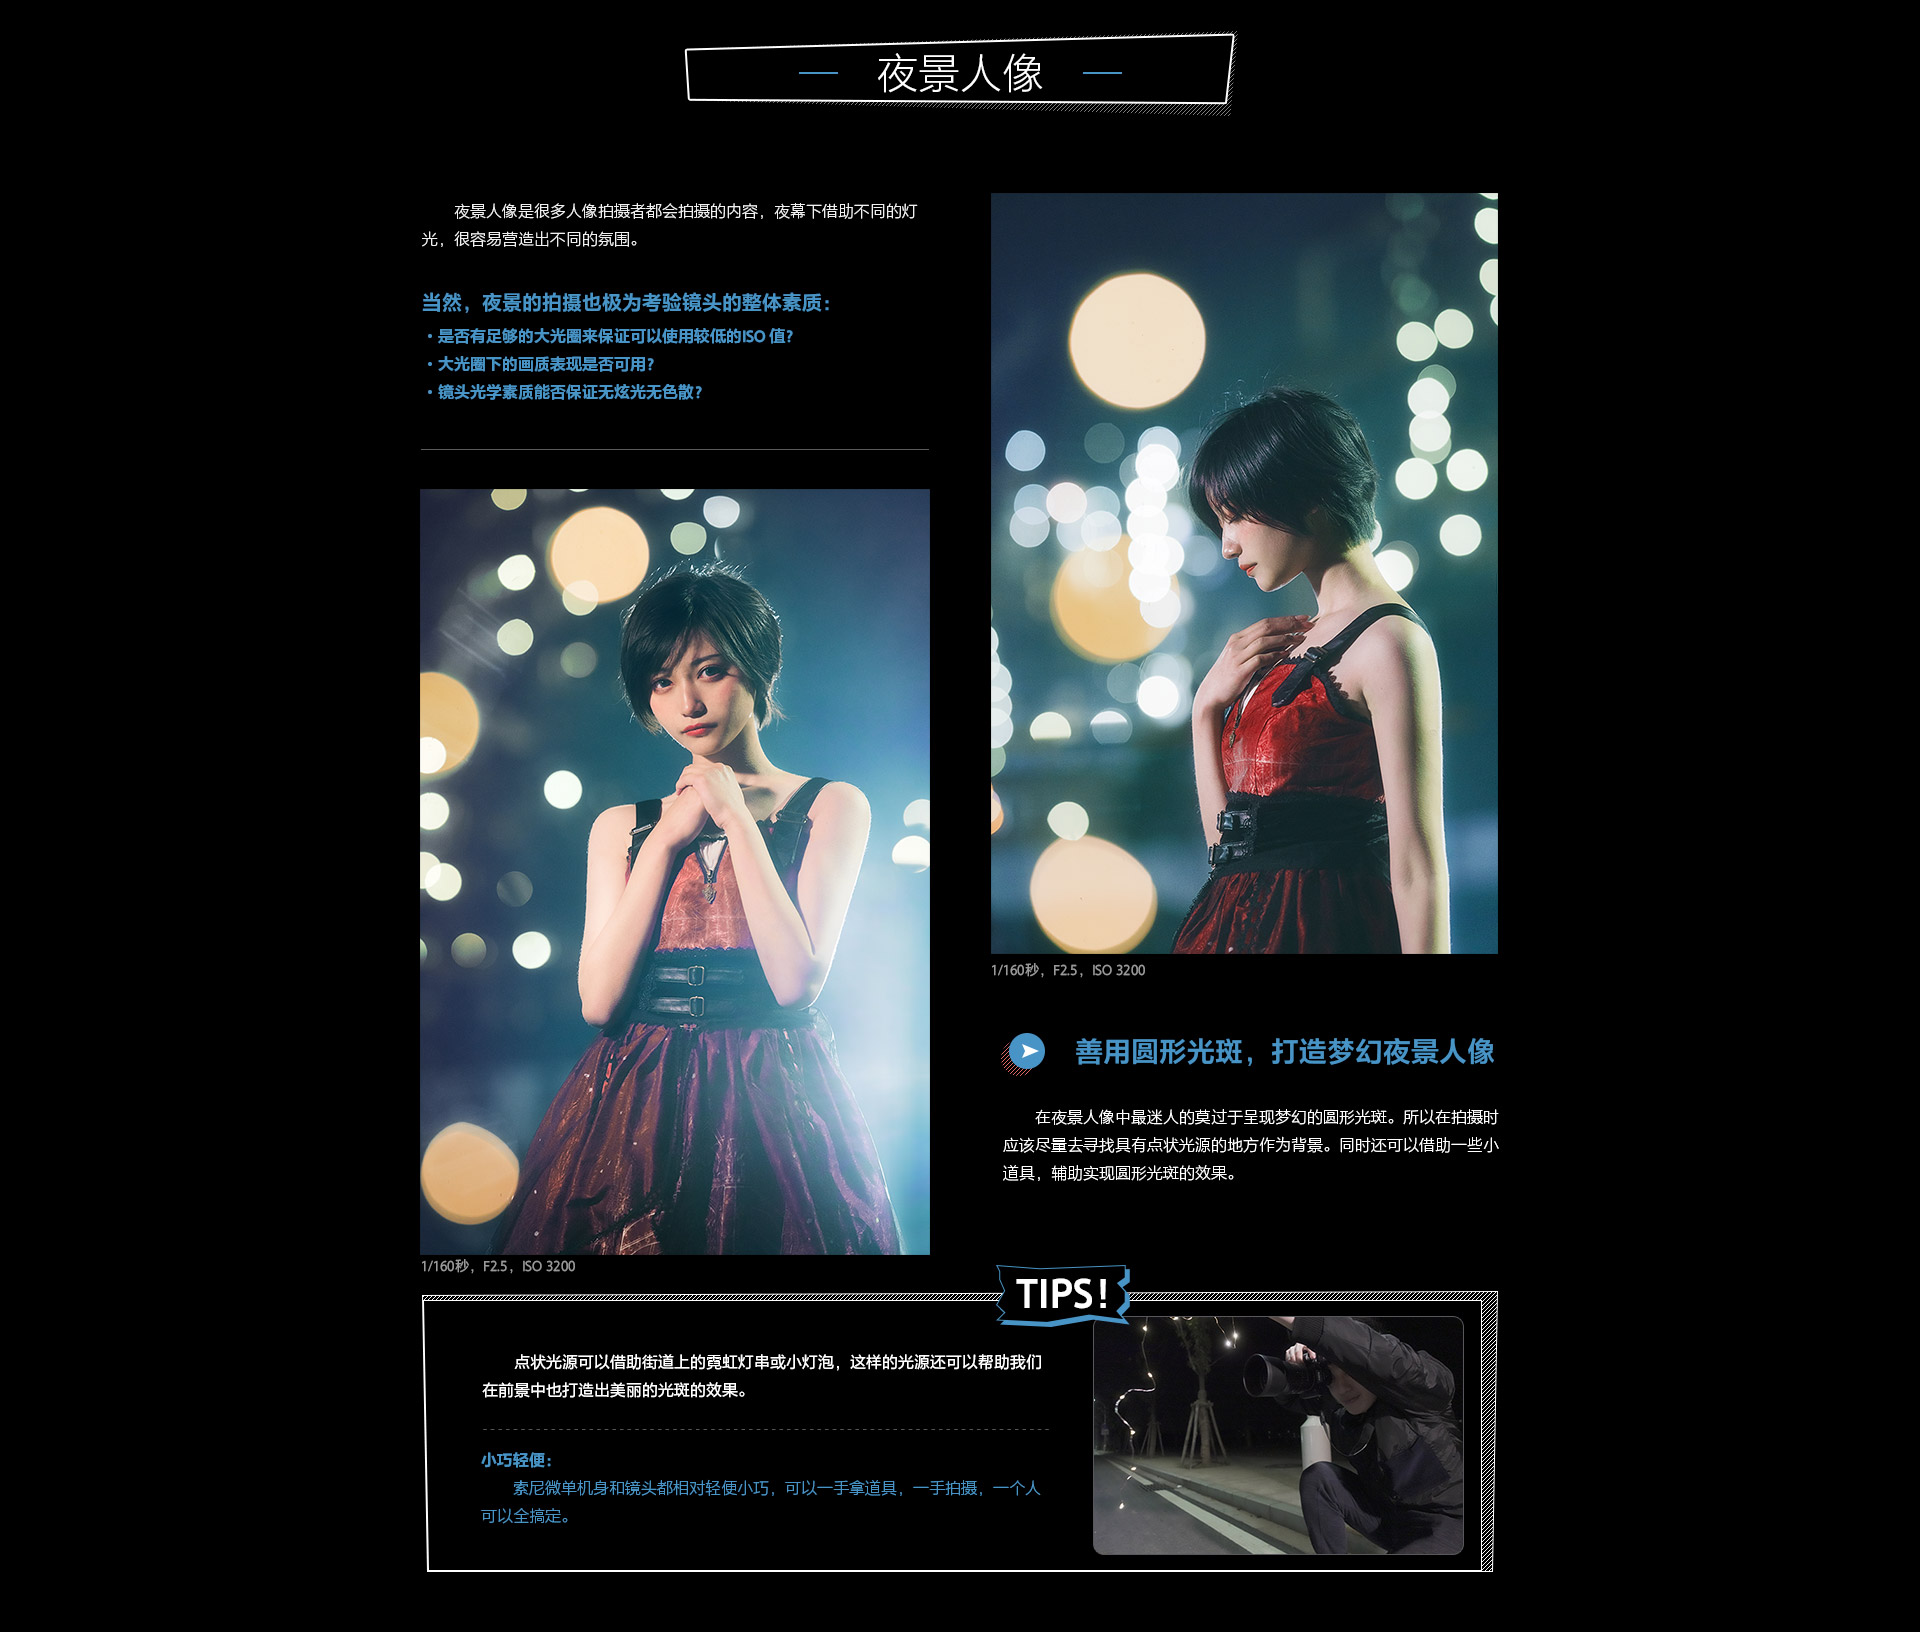 夜景人像
夜景人像是很多人像拍摄者都会拍摄的内容，夜幕下借助不同的灯
光，很容易营造出不同的氛围。
当然，夜景的拍摄也极为考验镜头的整体素质：
·是否有足够的大光圈来保证可以使用较低的ISO 值?
·大光圈下的画质表现是否可用?
·镜头光学素质能否保证无炫光无色散?
1/160秒，F2.5，ISO 3200
1/160秒，F2.5，ISO 3200
善用圆形光斑，打造梦幻夜景人像
在夜景人像中最迷人的莫过于呈现梦幻的圆形光斑。所以在拍摄时
应该尽量去寻找具有点状光源的地方作为背景。同时还可以借助一些小
道具，辅助实现圆形光斑的效果。
TIPS!
点状光源可以借助街道上的霓虹灯串或小灯泡，这样的光源还可以帮助我们
在前景中也打造出美丽的光斑的效果。
小巧轻便：
索尼微单机身和镜头都相对轻便小巧，可以一手拿道具，一手拍摄，一个人
可以全搞定。